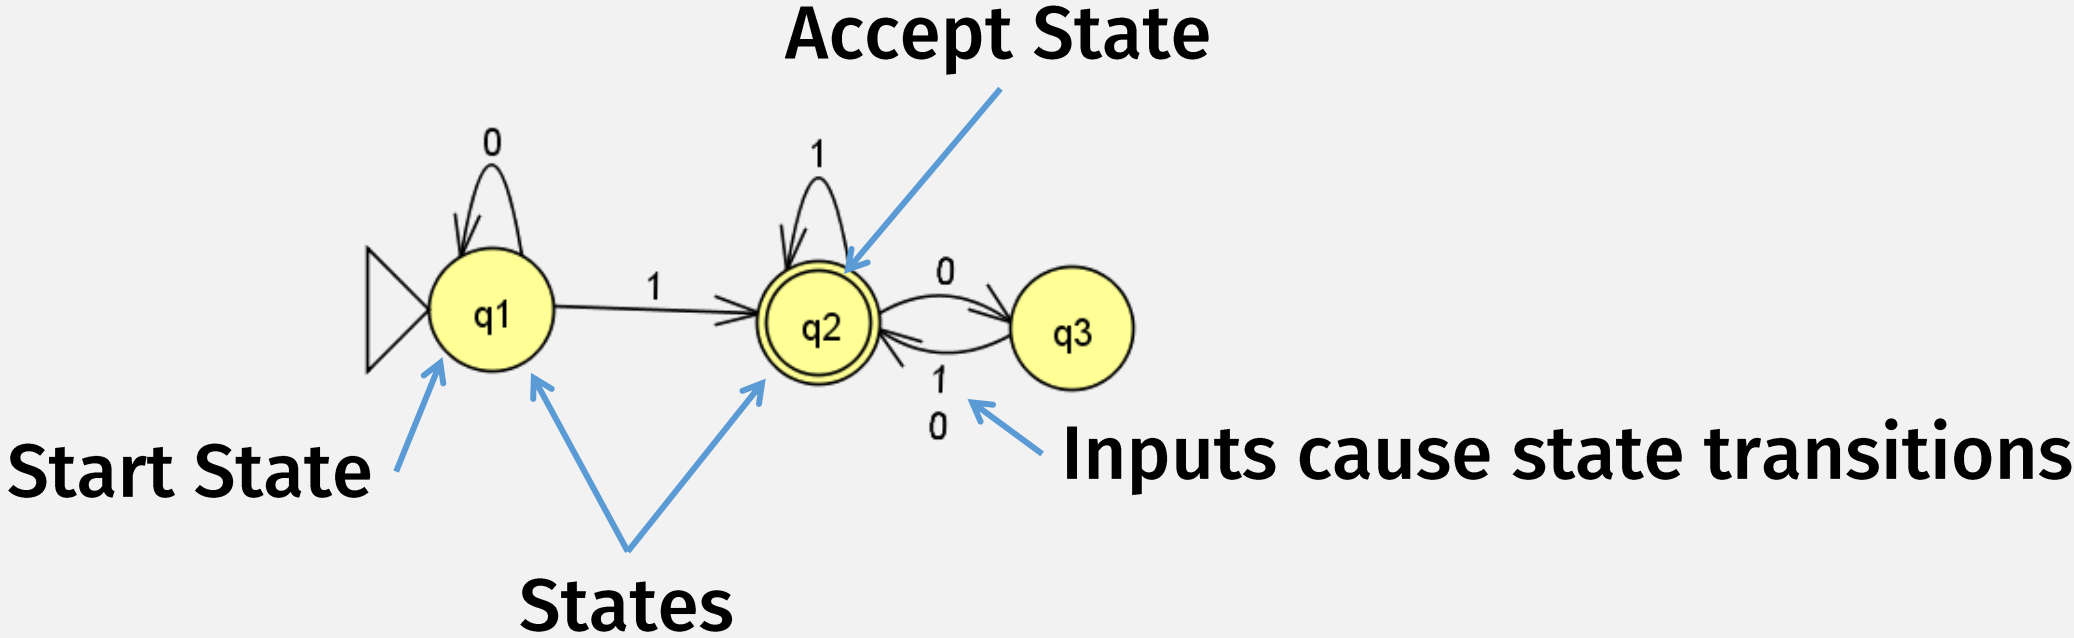 Accept State
0
1
1
0
q1
q2
q3
1
0
Start State
Inputs cause state transitions
States